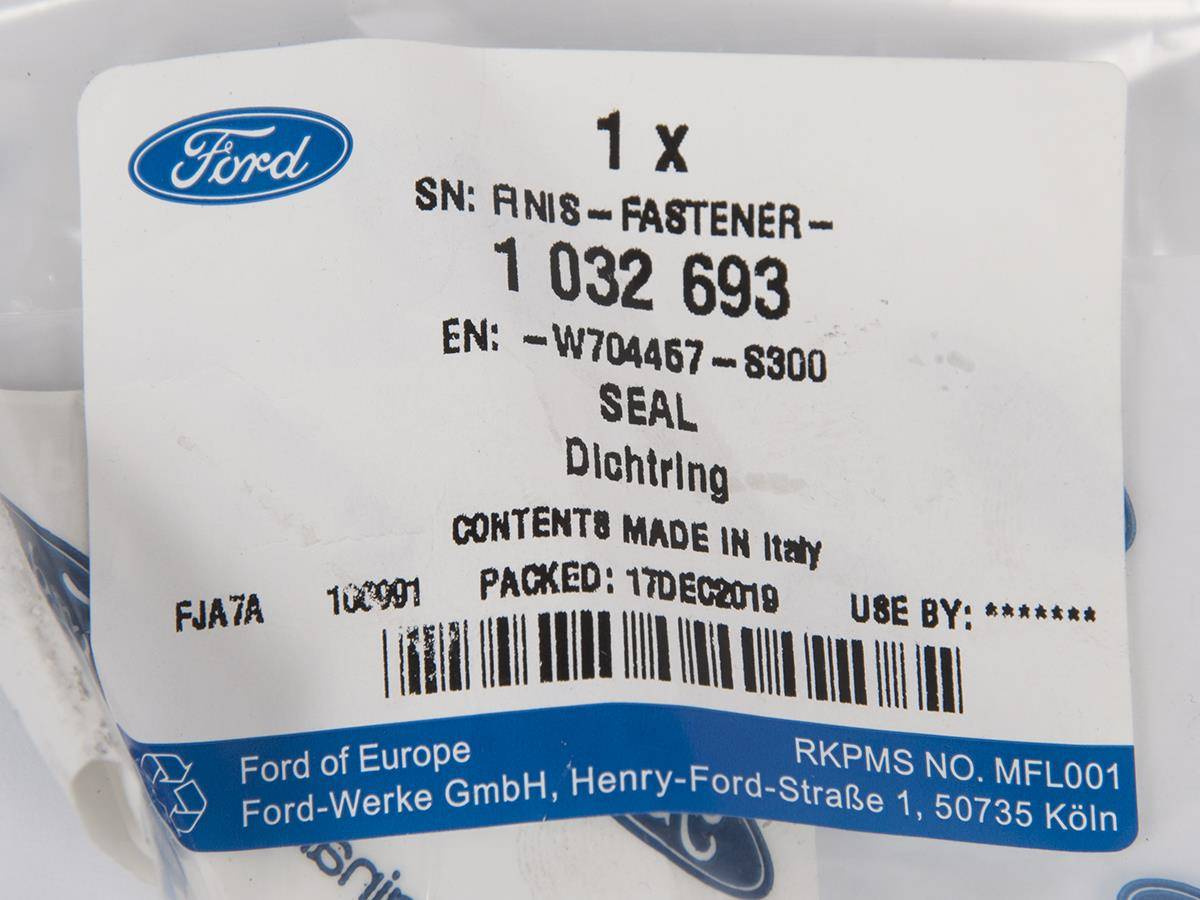 Ford
1 x
SN: FINIS-FASTENER-
1 032 693
EN: -W704467-S300
SEAL
Dichtring
CONTENTS MADE IN Italy
FJA7A PACKED: 17DEC2019 USE BY: *******
Ford of Europe RKPMS NO. MFL001
Ford-Werke GmbH, Henry-Ford-Straße 1, 50735 Köln